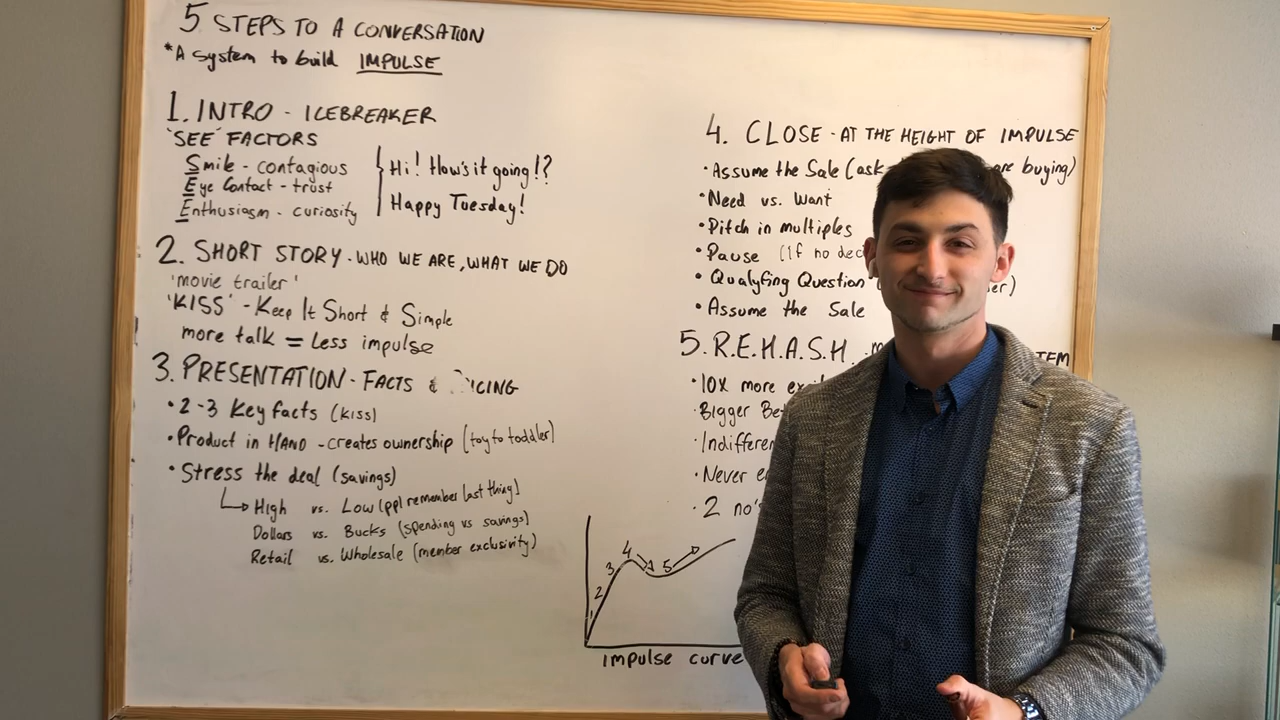 5 STEPS TO A CONVERSATION
*A system to build IMPULSE
1. INTRO - ICEBREAKER
'SEE' FACTORS
Smile - contagious
Eye Contact - trust
Enthusiasm - curiosity
Hi! How's it going!?
Happy Tuesday!
2. SHORT STORY - WHO WE ARE, WHAT WE DO
'movie trailer'
'KISS' - Keep It Short & Simple
more talk = Less impulse
3. PRESENTATION - FACTS &
• 2-3 Key facts (KISS)
• Product in HAND - creates ownership (toy to toddler)
• Stress the deal (savings)
High vs. Low (ppl remember last thing)
Dollars vs. Bucks (spending vs savings)
Retail vs. Wholesale (member exclusivity)
4. CLOSE - AT THE HEIGHT OF IMPULSE
• Assume the Sale (ask are buying)
• Need vs. Want
• Pitch in multiples
• Pause (If no
• Qualyfing Question
• Assume the Sale
5. R.E.H.A.S.H.
• 10X more
• Bigger
•
• Never
• 2 no's
1 2 3 4 5
Impulse curve